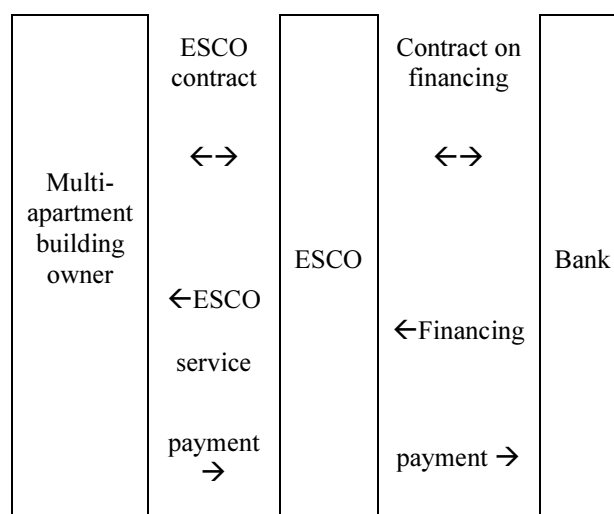 Multi-
apartment
building
owner
ESCO
contract
←→
←ESCO
service
payment
→
ESCO
Contract on
financing
←→
←Financing
payment →
Bank